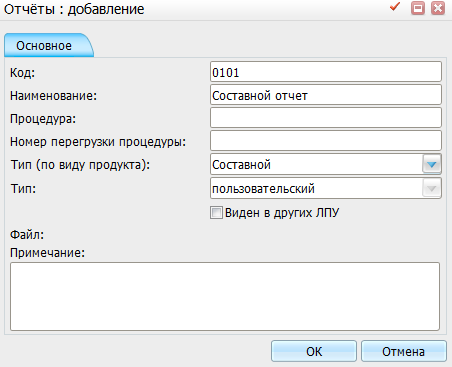 Отчёты : добавление
Основное
Код: 0101
Наименование: Составной отчет
Процедура:
Номер перегрузки процедуры:
Тип (по виду продукта): Составной
Тип: пользовательский
Виден в других ЛПУ
Файл:
Примечание:
ОК Отмена